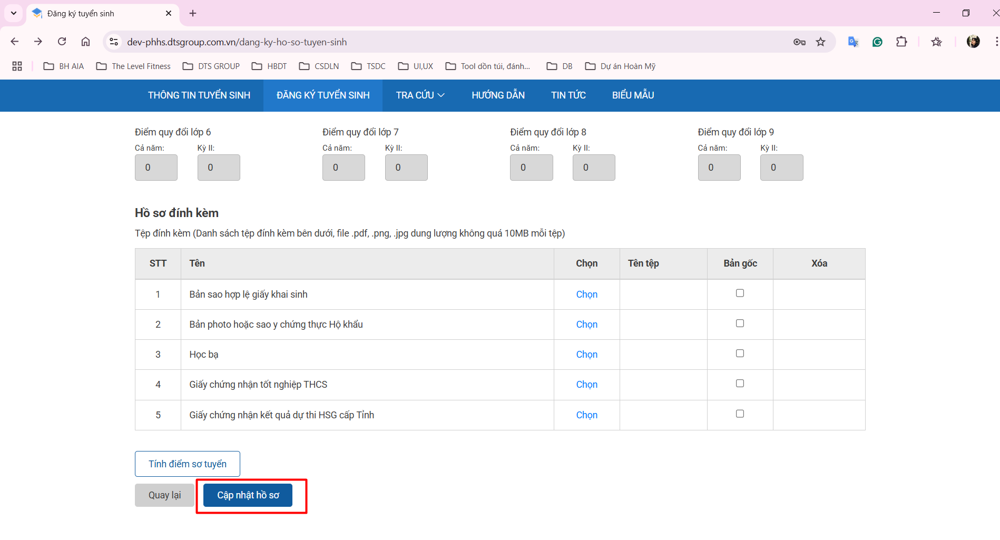 Đăng ký tuyển sinh
dev-phhs.dtsgroup.com.vn/dang-ky-ho-so-tuyen-sinh
BH AIA The Level Fitness DTS GROUP HBDT CSDLN TSDC UI,UX Tool dồn túi, đánh... DB Dự án Hoàn Mỹ
THÔNG TIN TUYỂN SINH ĐĂNG KÝ TUYỂN SINH TRA CỨU HƯỚNG DẪN TIN TỨC BIỂU MẪU
Điểm quy đổi lớp 6 Điểm quy đổi lớp 7 Điểm quy đổi lớp 8 Điểm quy đổi lớp 9
Cả năm: Kỳ II: Cả năm: Kỳ II: Cả năm: Kỳ II: Cả năm: Kỳ II:
0 0 0 0 0 0 0 0
Hồ sơ đính kèm
Tệp đính kèm (Danh sách tệp đính kèm bên dưới, file .pdf, .png, .jpg dung lượng không quá 10MB mỗi tệp)
STT Tên Chọn Tên tệp Bản gốc Xóa
1 Bản sao hợp lệ giấy khai sinh Chọn
2 Bản photo hoặc sao y chứng thực Hộ khẩu Chọn
3 Học bạ Chọn
4 Giấy chứng nhận tốt nghiệp THCS Chọn
5 Giấy chứng nhận kết quả dự thi HSG cấp Tỉnh Chọn
Tính điểm sơ tuyển
Quay lại Cập nhật hồ sơ